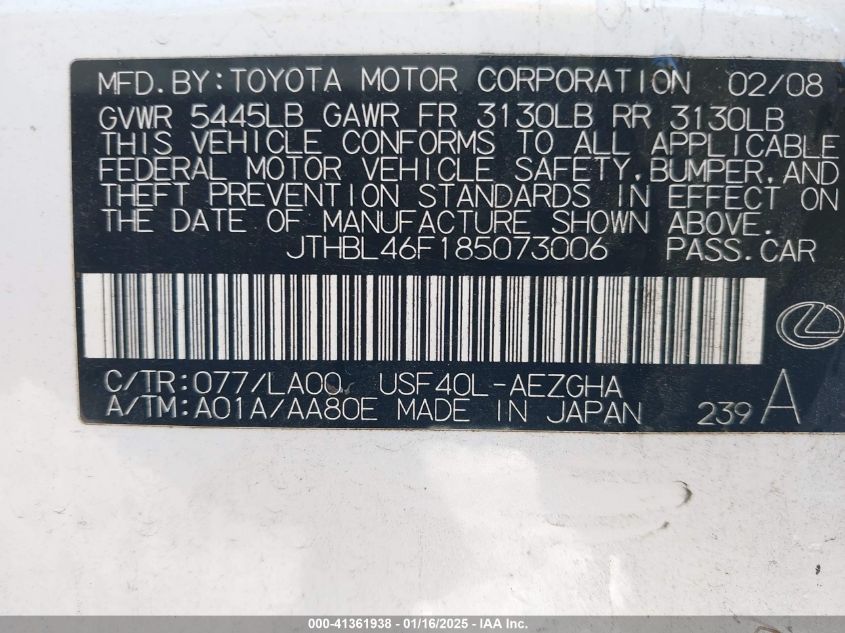 MFD.BY:TOYOTA MOTOR CORPORATION 02/08
GVWR 5445LB GAWR FR 3130LB RR 3130LB
THIS VEHICLE CONFORMS TO ALL APPLICABLE
FEDERAL MOTOR VEHICLE SAFETY,BUMPER,AND
THEFT PREVENTION STANDARDS IN EFFECT ON
THE DATE OF MANUFACTURE SHOWN ABOVE.
JTHBL46F185073006 PASS.CAR
C/TR:077/LA00 USF40L-AEZGHA
A/TM:A01A/AA80E MADE IN JAPAN 239 A
000-41361938 - 01/16/2025 - IAA Inc.